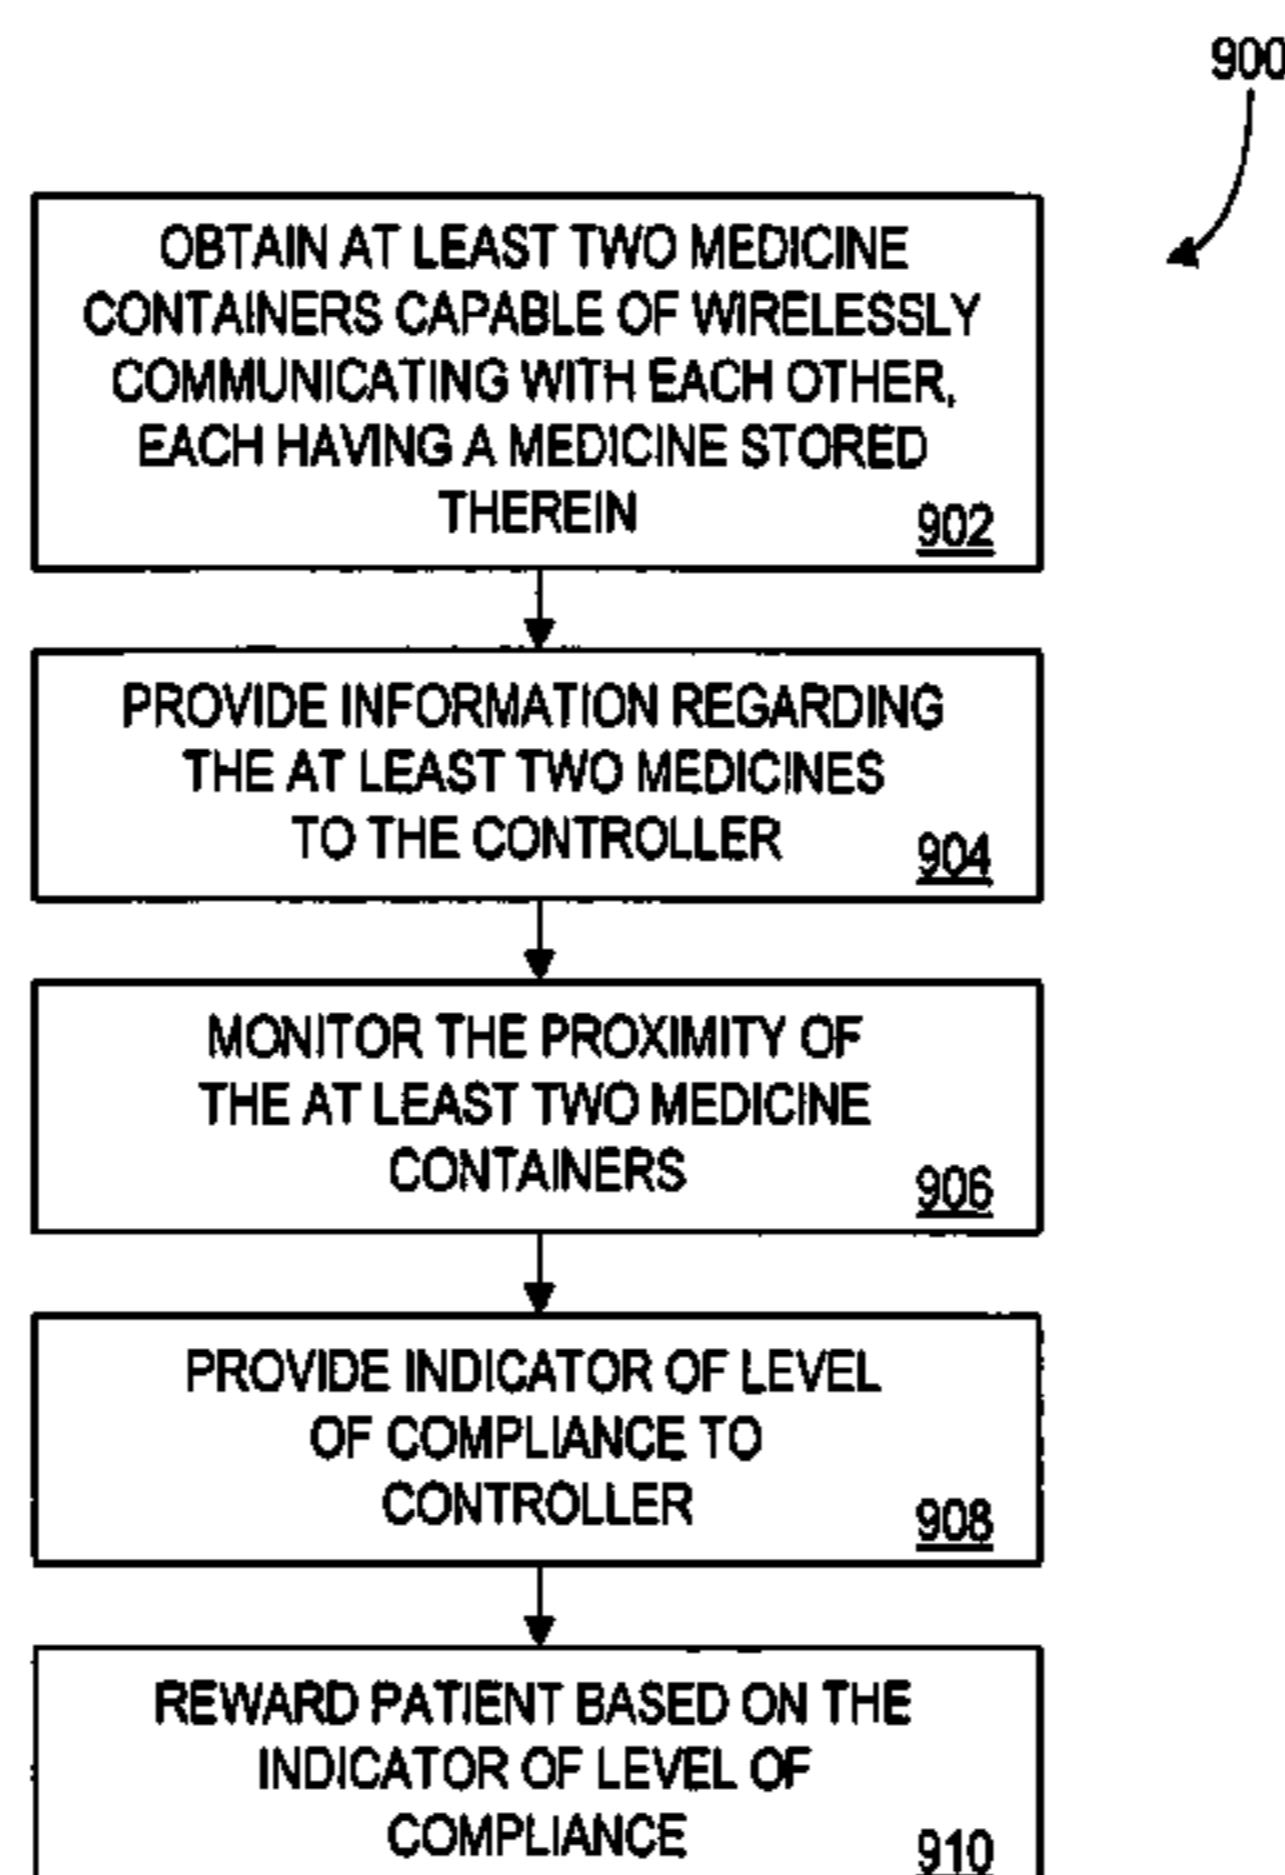 900
OBTAIN AT LEAST TWO MEDICINE
CONTAINERS CAPABLE OF WIRELESSLY
COMMUNICATING WITH EACH OTHER,
EACH HAVING A MEDICINE STORED
THEREIN
902
PROVIDE INFORMATION REGARDING
THE AT LEAST TWO MEDICINES
TO THE CONTROLLER
904
MONITOR THE PROXIMITY OF
THE AT LEAST TWO MEDICINE
CONTAINERS
906
PROVIDE INDICATOR OF LEVEL
OF COMPLIANCE TO
CONTROLLER
908
REWARD PATIENT BASED ON THE
INDICATOR OF LEVEL OF
COMPLIANCE
910